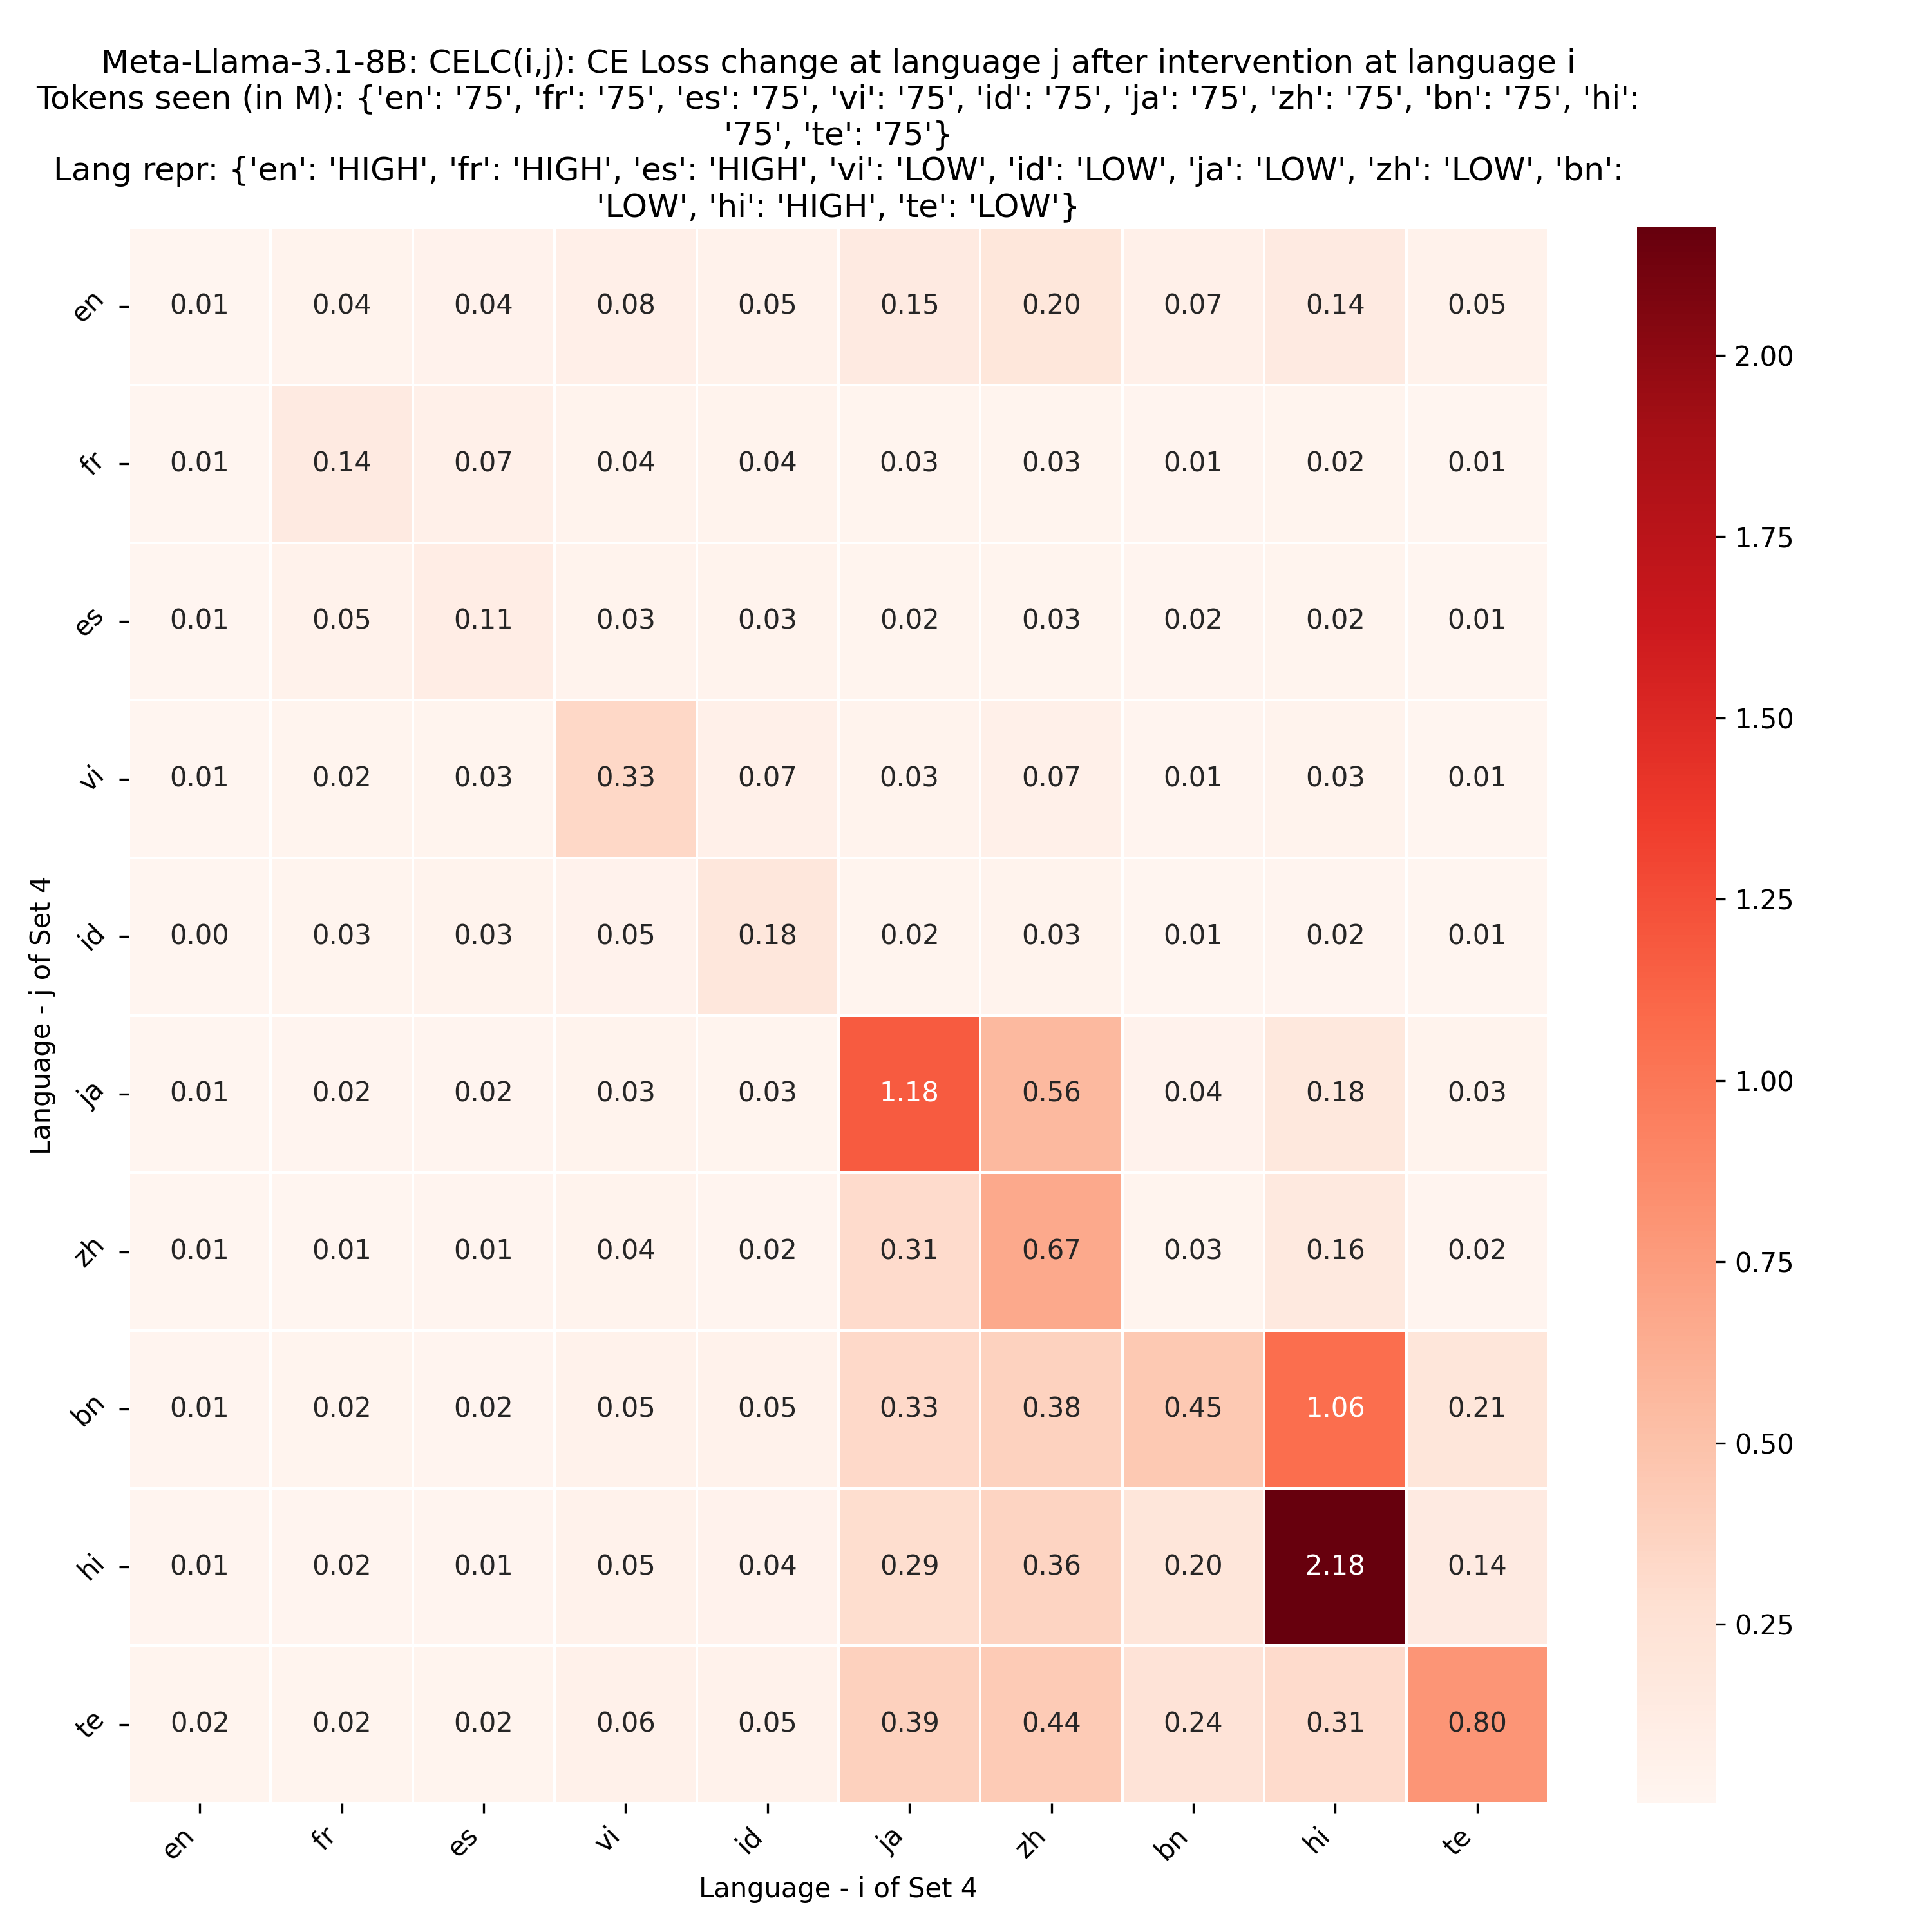 Meta-Llama-3.1-8B: CELC(i,j): CE Loss change at language j after intervention at language i
Tokens seen (in M): {'en': '75', 'fr': '75', 'es': '75', 'vi': '75', 'id': '75', 'ja': '75', 'zh': '75', 'bn': '75', 'hi':
'75', 'te': '75'}
Lang repr: {'en': 'HIGH', 'fr': 'HIGH', 'es': 'HIGH', 'vi': 'LOW', 'id': 'LOW', 'ja': 'LOW', 'zh': 'LOW', 'bn':
'LOW', 'hi': 'HIGH', 'te': 'LOW'}
en 0.01 0.04 0.04 0.08 0.05 0.15 0.20 0.07 0.14 0.05
fr 0.01 0.14 0.07 0.04 0.04 0.03 0.03 0.01 0.02 0.01
es 0.01 0.05 0.11 0.03 0.03 0.02 0.03 0.02 0.02 0.01
vi 0.01 0.02 0.03 0.33 0.07 0.03 0.07 0.01 0.03 0.01
id 0.00 0.03 0.03 0.05 0.18 0.02 0.03 0.01 0.02 0.01
ja 0.01 0.02 0.02 0.03 0.03 1.18 0.56 0.04 0.18 0.03
zh 0.01 0.01 0.01 0.04 0.02 0.31 0.67 0.03 0.16 0.02
bn 0.01 0.02 0.02 0.05 0.05 0.33 0.38 0.45 1.06 0.21
hi 0.01 0.02 0.01 0.05 0.04 0.29 0.36 0.20 2.18 0.14
te 0.02 0.02 0.02 0.06 0.05 0.39 0.44 0.24 0.31 0.80
en fr es vi id ja zh bn hi te
Language - i of Set 4
Language - j of Set 4
2.00
1.75
1.50
1.25
1.00
0.75
0.50
0.25